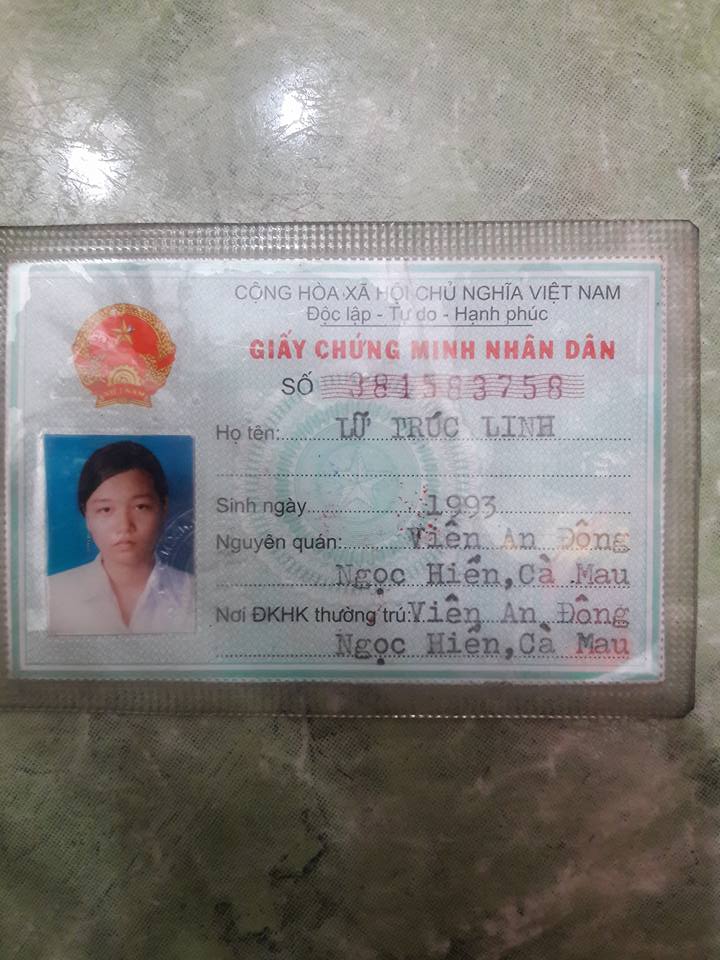 CỘNG HÒA XÃ HỘI CHỦ NGHĨA VIỆT NAM
Độc lập - Tự do - Hạnh phúc
GIẤY CHỨNG MINH NHÂN DÂN
SỐ 381583758
Họ tên: LỮ TRÚC LINH
Sinh ngày 1993
Nguyên quán: Viên An Đông
Ngọc Hiển, Cà Mau
Nơi ĐKHK thường trú: Viên An Đông
Ngọc Hiển, Cà Mau